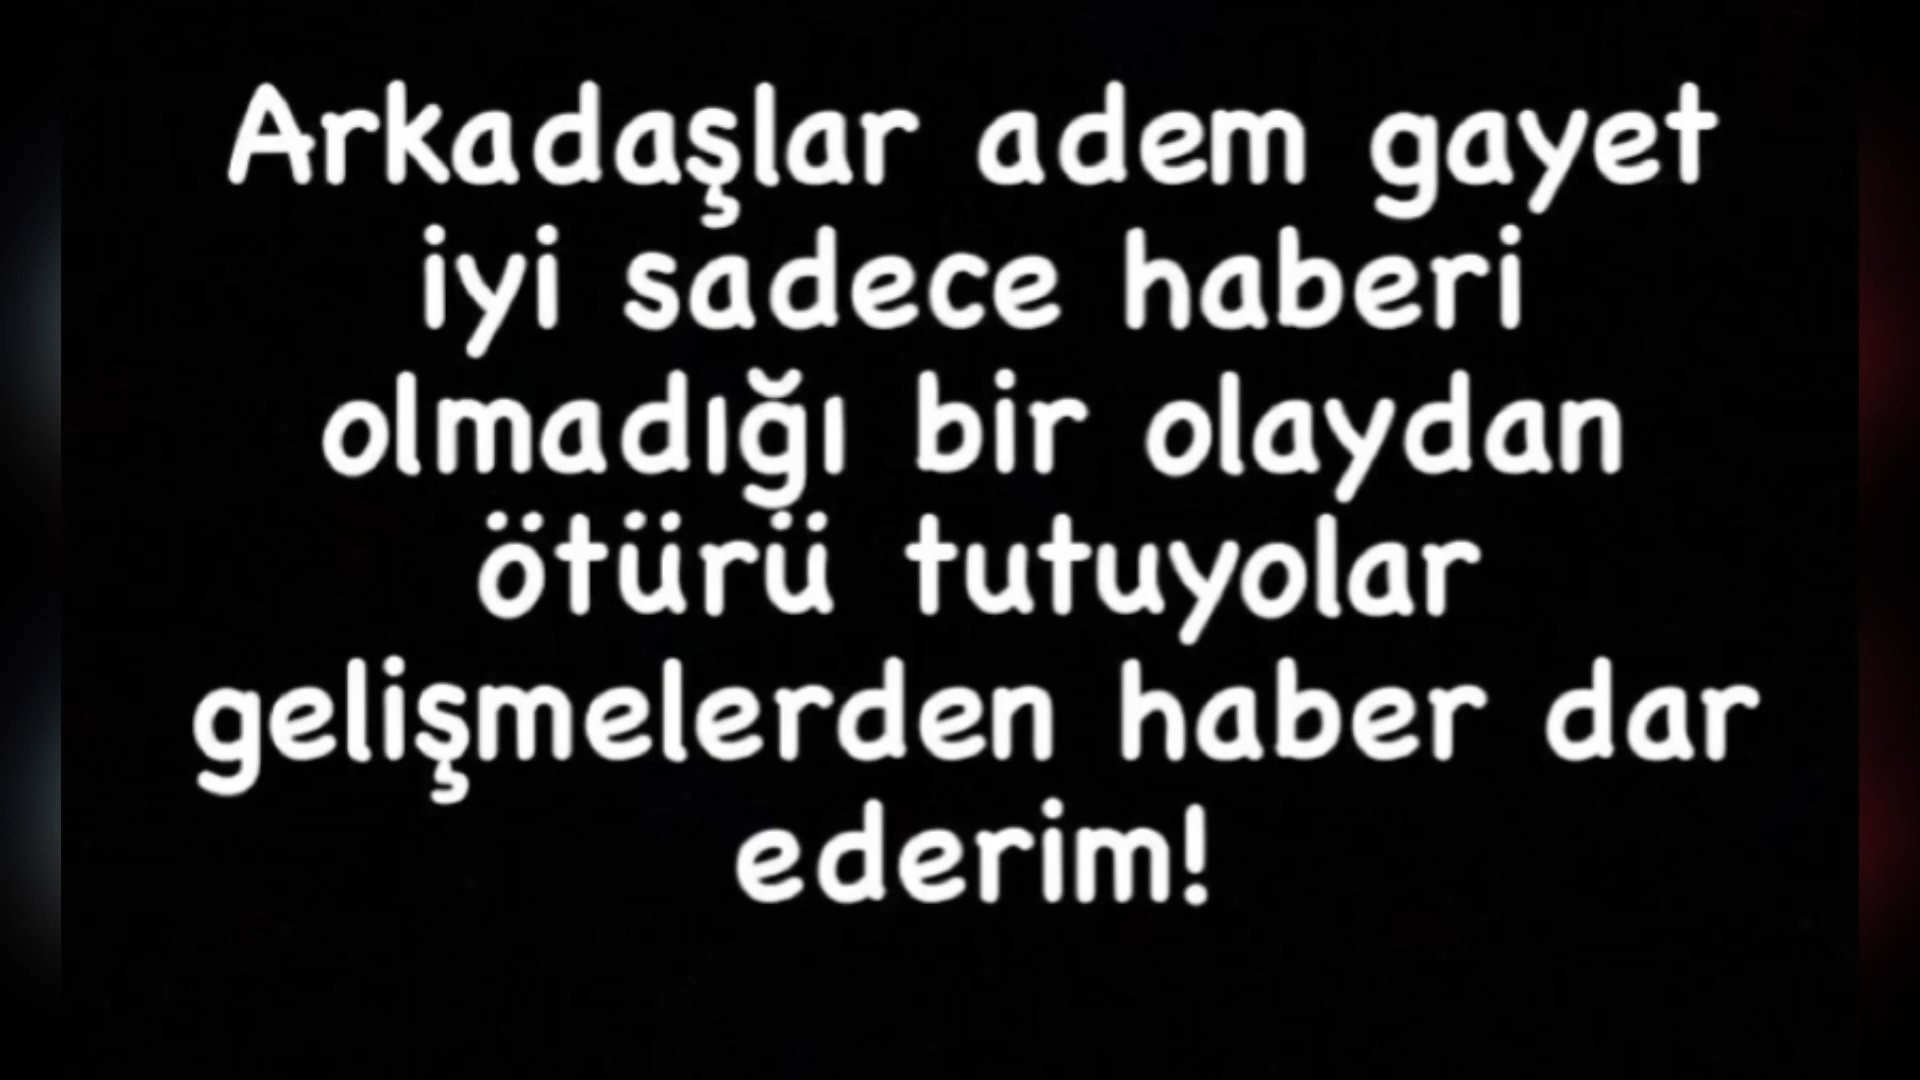 Arkadaşlar adem gayet
iyi sadece haberi
olmadığı bir olaydan
ötürü tutuyolar
gelişmelerden haber dar
ederim!